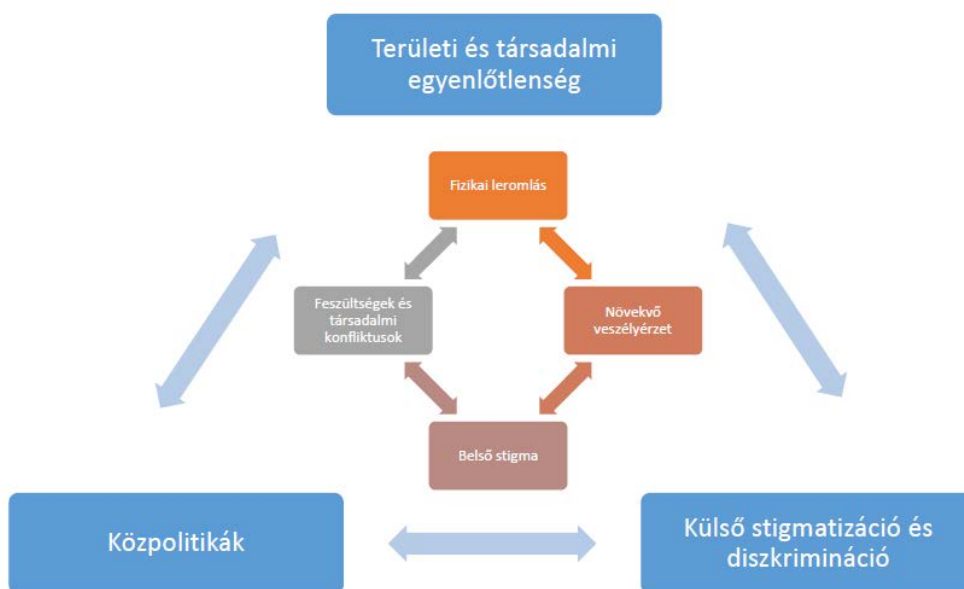 Területi és társadalmi
egyenlőtlenség
Fizikai leromlás
Feszültségek és
társadalmi
konfliktusok
Növekvő
veszélyérzet
Belső stigma
Közpolitikák
Külső stigmatizáció és
diszkrimináció